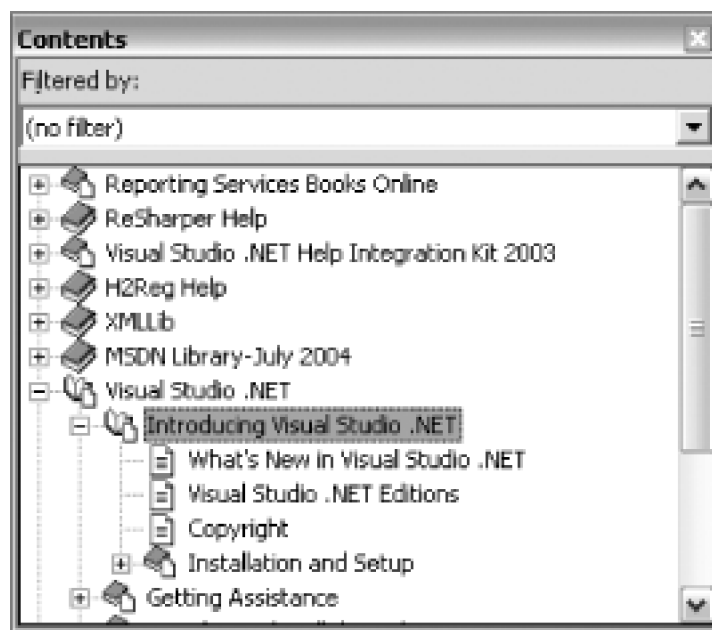 Contents
Filtered by:
(no filter)
Reporting Services Books Online
ReSharper Help
Visual Studio .NET Help Integration Kit 2003
H2Reg Help
XMLLib
MSDN Library-July 2004
Visual Studio .NET
Introducing Visual Studio .NET
What's New in Visual Studio .NET
Visual Studio .NET Editions
Copyright
Installation and Setup
Getting Assistance